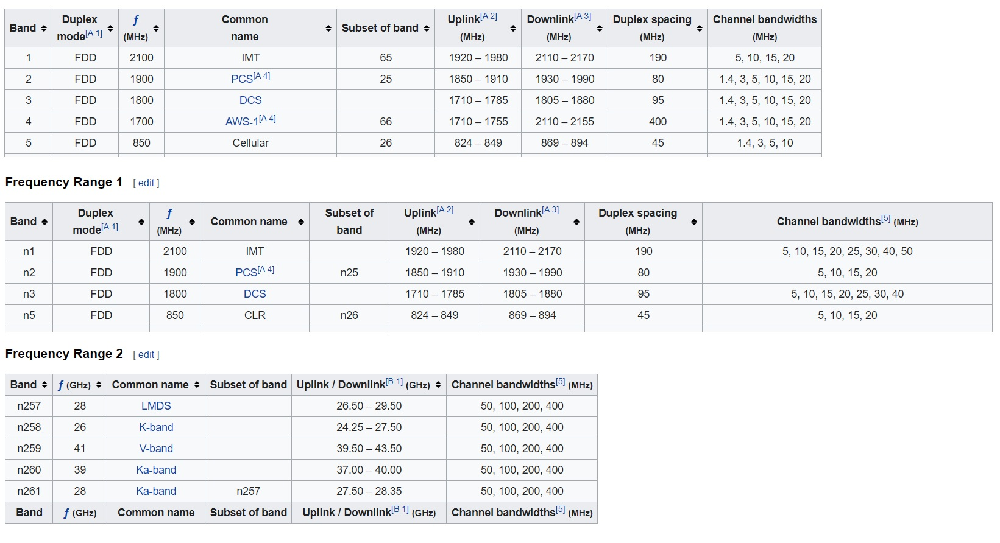 Band Duplex mode[A 1] ƒ (MHz) Common name Subset of band Uplink[A 2] (MHz) Downlink[A 3] (MHz) Duplex spacing (MHz) Channel bandwidths (MHz)
1 FDD 2100 IMT 65 1920 – 1980 2110 – 2170 190 5, 10, 15, 20
2 FDD 1900 PCS[A 4] 25 1850 – 1910 1930 – 1990 80 1.4, 3, 5, 10, 15, 20
3 FDD 1800 DCS 1710 – 1785 1805 – 1880 95 1.4, 3, 5, 10, 15, 20
4 FDD 1700 AWS-1[A 4] 66 1710 – 1755 2110 – 2155 400 1.4, 3, 5, 10, 15, 20
5 FDD 850 Cellular 26 824 – 849 869 – 894 45 1.4, 3, 5, 10
Frequency Range 1 [ edit ]
Band Duplex mode[A 1] ƒ (MHz) Common name Subset of band Uplink[A 2] (MHz) Downlink[A 3] (MHz) Duplex spacing (MHz) Channel bandwidths[5] (MHz)
n1 FDD 2100 IMT 1920 – 1980 2110 – 2170 190 5, 10, 15, 20, 25, 30, 40, 50
n2 FDD 1900 PCS[A 4] n25 1850 – 1910 1930 – 1990 80 5, 10, 15, 20
n3 FDD 1800 DCS 1710 – 1785 1805 – 1880 95 5, 10, 15, 20, 25, 30, 40
n5 FDD 850 CLR n26 824 – 849 869 – 894 45 5, 10, 15, 20
Frequency Range 2 [ edit ]
Band ƒ (GHz) Common name Subset of band Uplink / Downlink[B 1] (GHz) Channel bandwidths[5] (MHz)
n257 28 LMDS 26.50 – 29.50 50, 100, 200, 400
n258 26 K-band 24.25 – 27.50 50, 100, 200, 400
n259 41 V-band 39.50 – 43.50 50, 100, 200, 400
n260 39 Ka-band 37.00 – 40.00 50, 100, 200, 400
n261 28 Ka-band n257 27.50 – 28.35 50, 100, 200, 400
Band ƒ (GHz) Common name Subset of band Uplink / Downlink[B 1] (GHz) Channel bandwidths[5] (MHz)